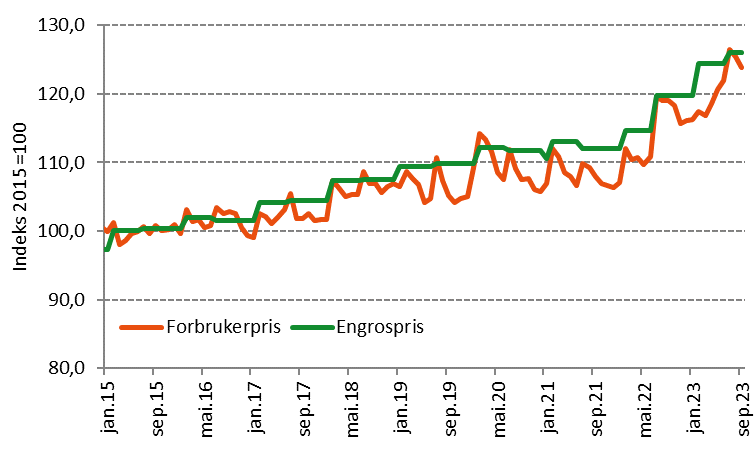 130,0
120,0
110,0
100,0
90,0
80,0
Indeks 2015=100
Forbrukerpris
Engrospris
jan.15
sep.15
mai.16
jan.17
sep.17
mai.18
jan.19
sep.19
mai.20
jan.21
sep.21
mai.22
jan.23
sep.23